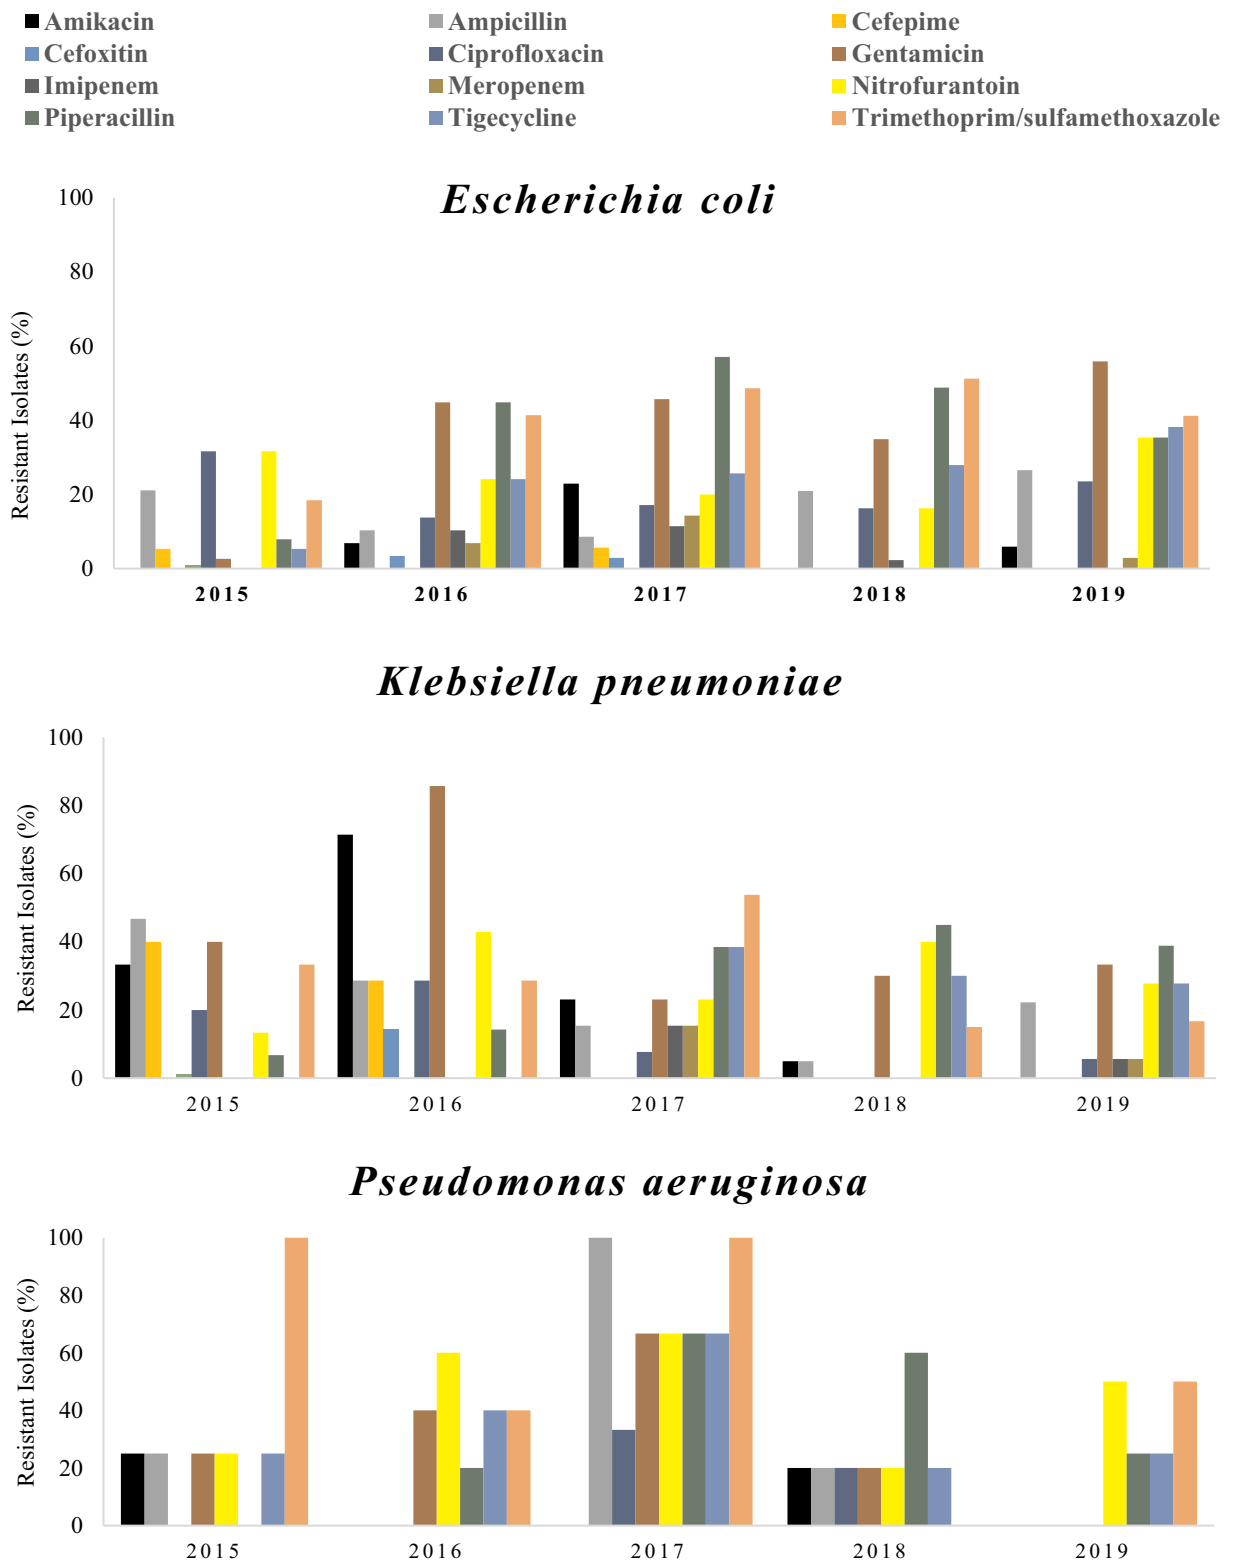 Amikacin Ampicillin Cefepime
Cefoxitin Ciprofloxacin Gentamicin
Imipenem Meropenem Nitrofurantoin
Piperacillin Tigecycline Trimethoprim/sulfamethoxazole
Escherichia coli
Resistant Isolates (%)
100
80
60
40
20
0
2015 2016 2017 2018 2019
Klebsiella pneumoniae
Resistant Isolates (%)
100
80
60
40
20
0
2015 2016 2017 2018 2019
Pseudomonas aeruginosa
Resistant Isolates (%)
100
80
60
40
20
0
2015 2016 2017 2018 2019